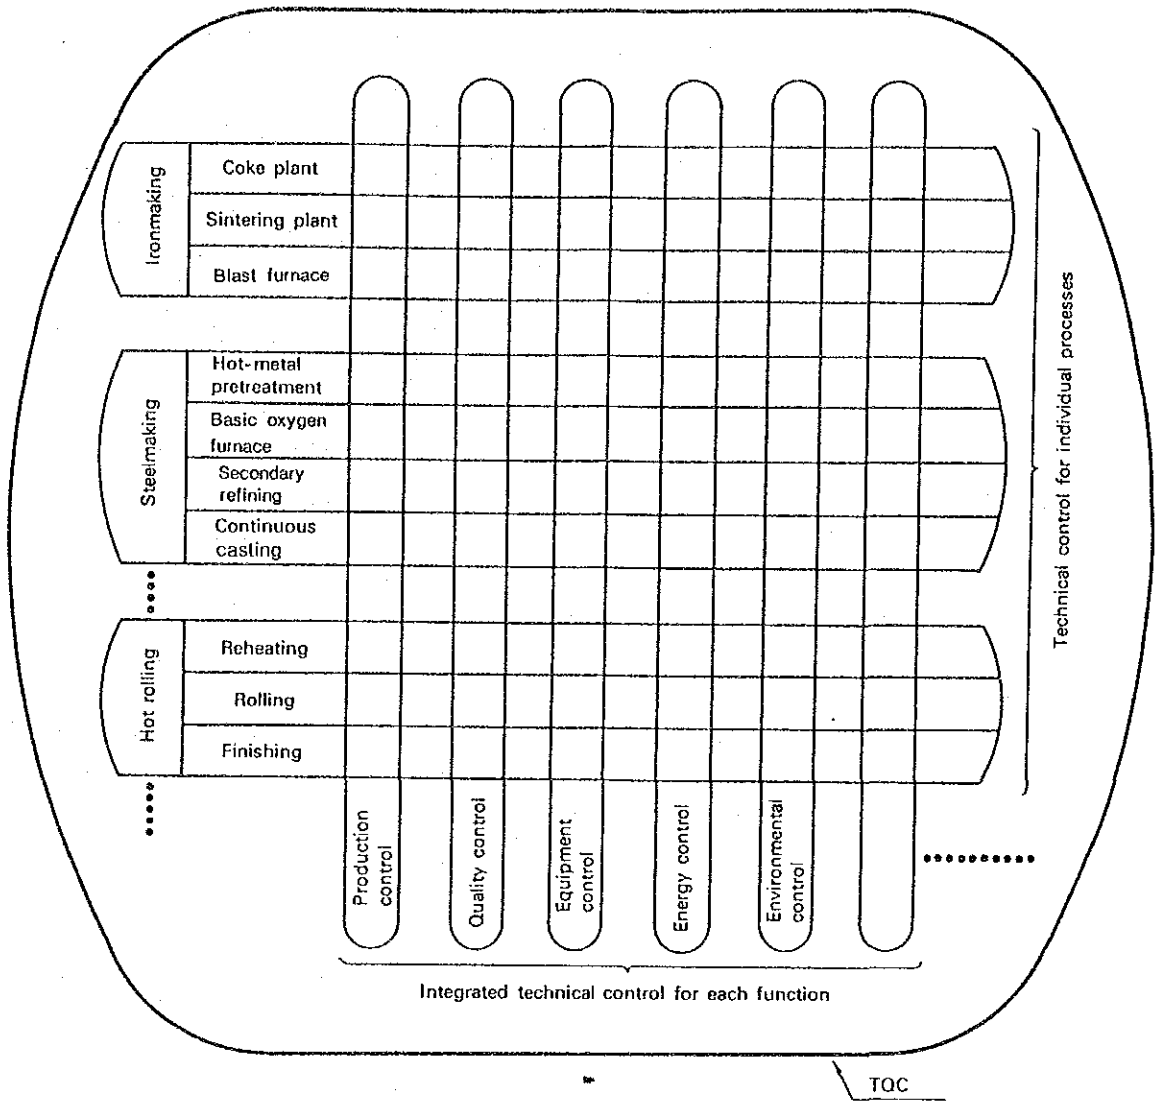 Ironmaking
Coke plant
Sintering plant
Blast furnace
Steelmaking
Hot-metal
pretreatment
Basic oxygen
furnace
Secondary
refining
Continuous
casting
Hot rolling
Reheating
Rolling
Finishing
Production
control
Quality control
Equipment
control
Energy control
Environmental
control
Technical control for individual processes
Integrated technical control for each function
TQC